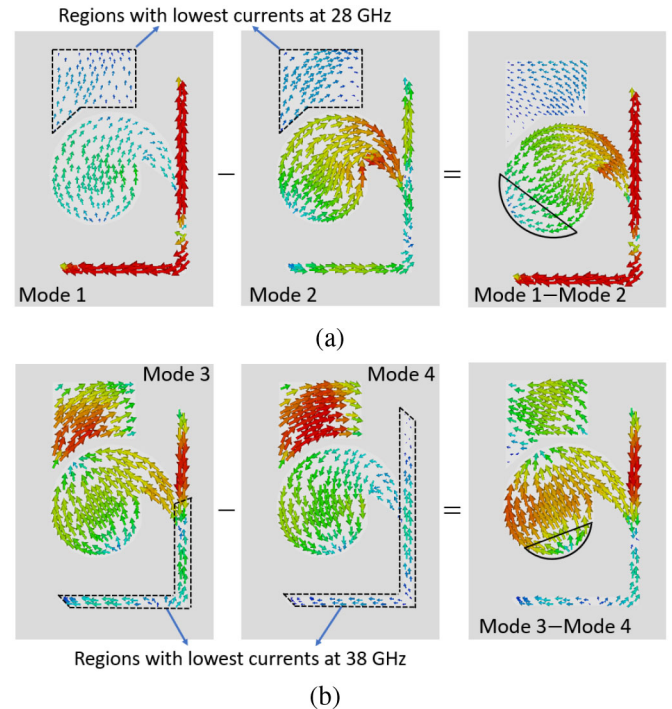 Regions with lowest currents at 28 GHz
−
=
Mode 1
Mode 2
Mode 1−Mode 2
(a)
Mode 3
Mode 4
−
=
Mode 3−Mode 4
Regions with lowest currents at 38 GHz
(b)